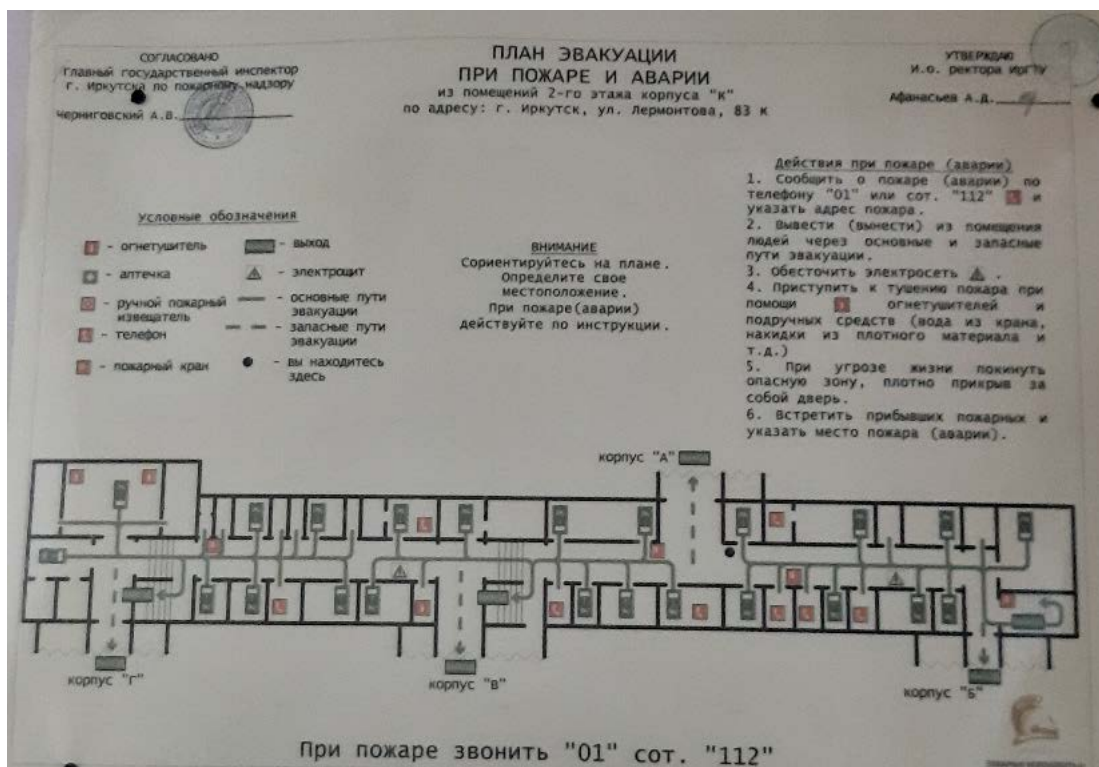 СОГЛАСОВАНО
Главный государственный инспектор
г. Иркутска по пожарному надзору
Черниговский А.В.
ПЛАН ЭВАКУАЦИИ
ПРИ ПОЖАРЕ И АВАРИИ
из помещений 2-го этажа корпуса "К"
по адресу: г. Иркутск, ул. Лермонтова, 83 к
УТВЕРЖДАЮ
И.о. ректора ИрГТУ
Афанасьев А.Д.
Условные обозначения
- огнетушитель
- аптечка
- ручной пожарный
извещатель
- телефон
- пожарный кран
- выход
- электрощит
- основные пути
эвакуации
- запасные пути
эвакуации
- вы находитесь
здесь
ВНИМАНИЕ
Сориентируйтесь на плане.
Определите свое
местоположение.
При пожаре(аварии)
действуйте по инструкции.
Действия при пожаре (аварии)
1. Сообщить о пожаре (аварии) по
телефону "01" или сот. "112" и
указать адрес пожара.
2. Вывести (вынести) из помещения
людей через основные и запасные
пути эвакуации.
3. Обесточить электросеть .
4. Приступить к тушению пожара при
помощи огнетушителей и
подручных средств (вода из крана,
накидки из плотного материала и
т.д.)
5. При угрозе жизни покинуть
опасную зону, плотно прикрыв за
собой дверь.
6. Встретить прибывших пожарных и
указать место пожара (аварии).
корпус "А"
корпус "Г"
корпус "В"
корпус "Б"
При пожаре звонить "01" сот. "112"